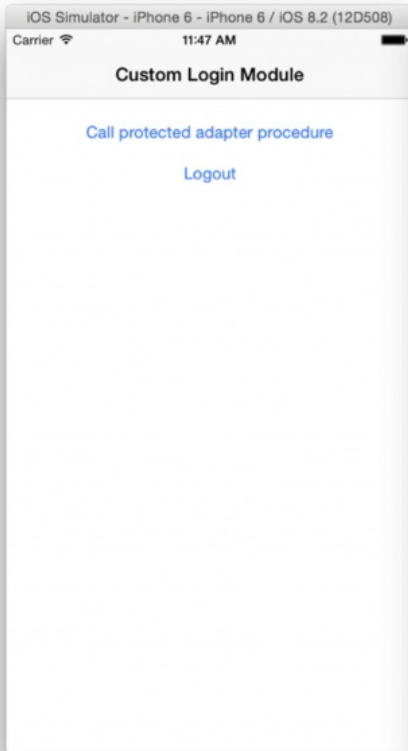 iOS Simulator - iPhone 6 - iPhone 6 / iOS 8.2 (12D508)
Carrier 11:47 AM
Custom Login Module
Call protected adapter procedure
Logout